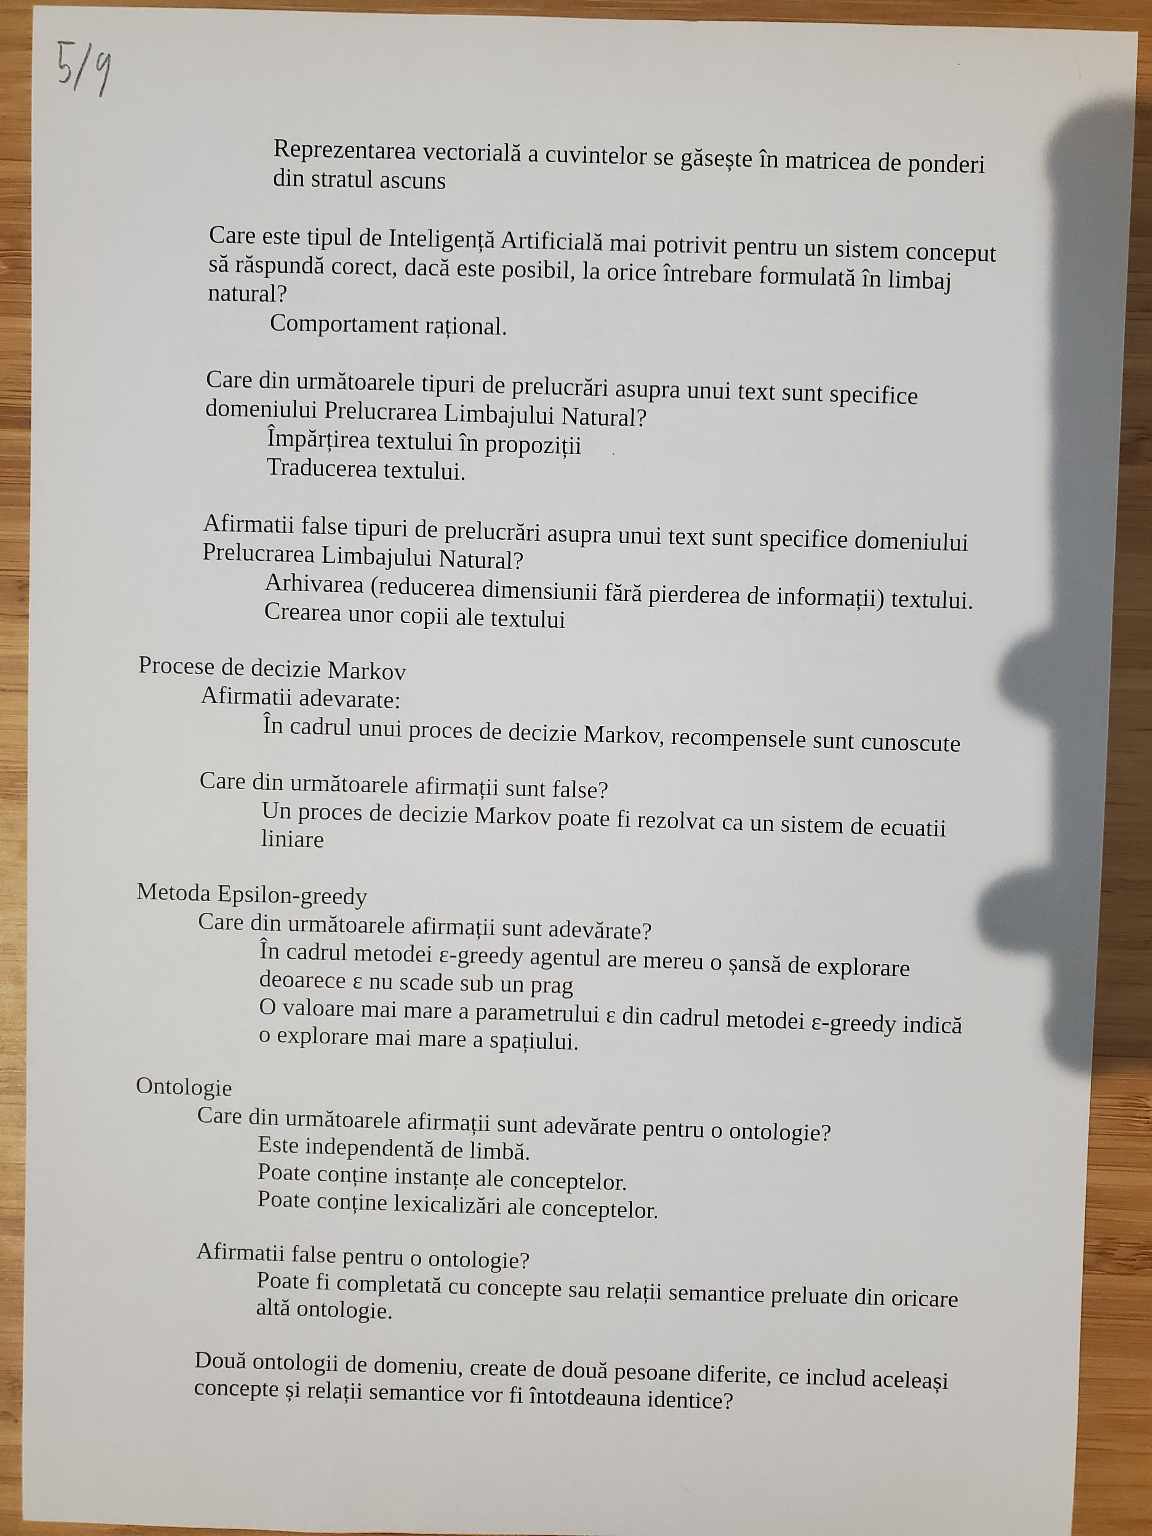 5/9
Reprezentarea vectorială a cuvintelor se găsește în matricea de ponderi
din stratul ascuns
Care este tipul de Inteligență Artificială mai potrivit pentru un sistem conceput
să răspundă corect, dacă este posibil, la orice întrebare formulată în limbaj
natural?
Comportament rațional.
Care din următoarele tipuri de prelucrări asupra unui text sunt specifice
domeniului Prelucrarea Limbajului Natural?
Împărțirea textului în propoziții
Traducerea textului.
Afirmatii false tipuri de prelucrări asupra unui text sunt specifice domeniului
Prelucrarea Limbajului Natural?
Arhivarea (reducerea dimensiunii fără pierderea de informații) textului.
Crearea unor copii ale textului
Procese de decizie Markov
Afirmatii adevarate:
În cadrul unui proces de decizie Markov, recompensele sunt cunoscute
Care din următoarele afirmații sunt false?
Un proces de decizie Markov poate fi rezolvat ca un sistem de ecuatii
liniare
Metoda Epsilon-greedy
Care din următoarele afirmații sunt adevărate?
În cadrul metodei ε-greedy agentul are mereu o șansă de explorare
deoarece ε nu scade sub un prag
O valoare mai mare a parametrului ε din cadrul metodei ε-greedy indică
o explorare mai mare a spațiului.
Ontologie
Care din următoarele afirmații sunt adevărate pentru o ontologie?
Este independentă de limbă.
Poate conține instanțe ale conceptelor.
Poate conține lexicalizări ale conceptelor.
Afirmatii false pentru o ontologie?
Poate fi completată cu concepte sau relații semantice preluate din oricare
altă ontologie.
Două ontologii de domeniu, create de două pesoane diferite, ce includ aceleași
concepte și relații semantice vor fi întotdeauna identice?